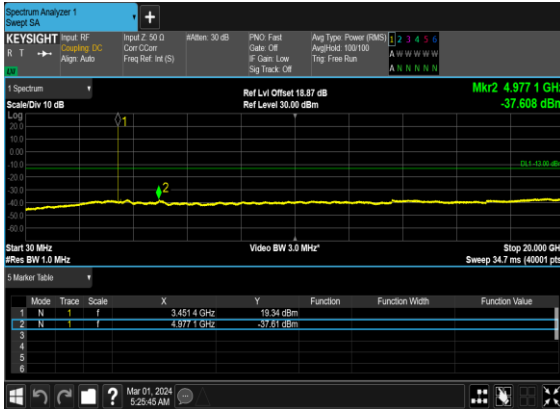 Spectrum Analyzer 1
Swept SA
+
KEYSIGHT Input: RF Input Z: 50 Ω #Atten: 30 dB PNO: Fast Avg Type: Power (RMS) 1 2 3 4 5 6
R T Coupling: DC Corr CCorr Gate: Off Avg|Hold: 100/100 A W W W W W
Align: Auto Freq Ref: Int (S) IF Gain: Low Trig: Free Run
Sig Track: Off A N N N N N
1 Spectrum Ref Lvl Offset 18.87 dB Mkr2 4.977 1 GHz
Scale/Div 10 dB Ref Level 30.00 dBm -37.608 dBm
Log
20.0
10.0
0.00
-10.0
-20.0
-30.0
-40.0
-50.0
-60.0
1
2
DL1 -13.00 dBm
Start 30 MHz Video BW 3.0 MHz* Stop 20.000 GH
#Res BW 1.0 MHz Sweep 34.7 ms (40001 pts
5 Marker Table
Mode Trace Scale X Y Function Function Width Function Value
1 N 1 f 3.451 4 GHz 19.34 dBm
2 N 1 f 4.977 1 GHz -37.61 dBm
3
4
5
6
? Mar 01, 2024
5:25:45 AM